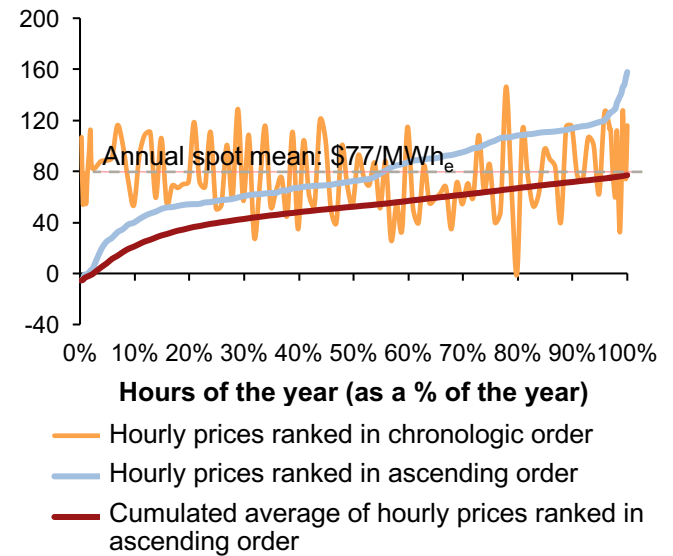 200
160
120
Annual spot mean: $77/MWhe
80
40
0
-40
0% 10% 20% 30% 40% 50% 60% 70% 80% 90%100%
Hours of the year (as a % of the year)
Hourly prices ranked in chronologic order
Hourly prices ranked in ascending order
Cumulated average of hourly prices ranked in
ascending order